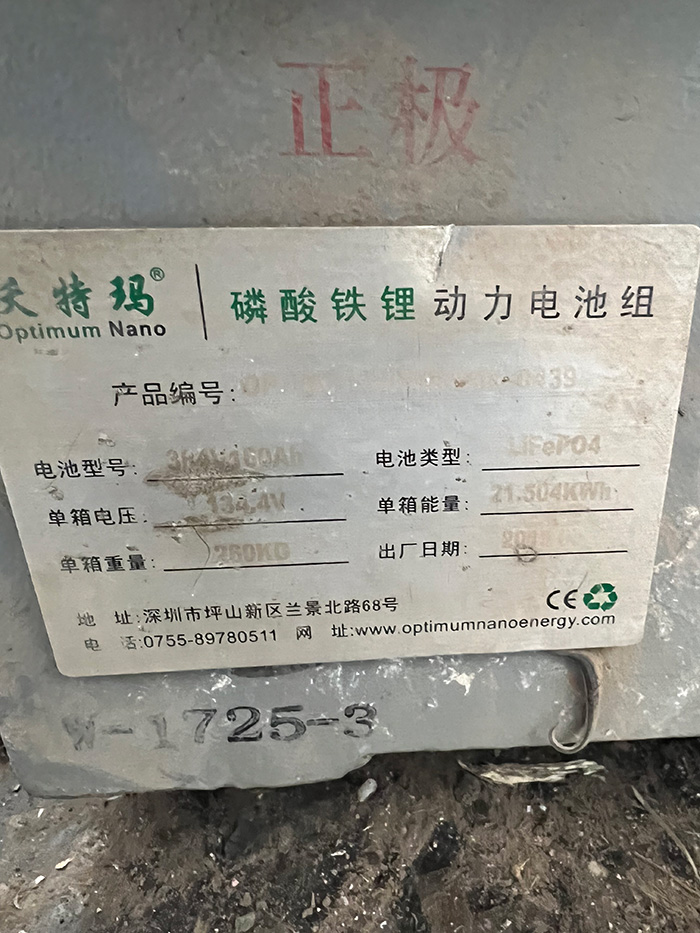 正极
沃特玛®
Optimum Nano
磷酸铁锂动力电池组
产品编号: 0439
电池型号: 160Ah
电池类型: LiFePO4
单箱电压: 134.4V
单箱能量: 21.504KWh
单箱重量: 260KG
出厂日期:
CE
地 址:深圳市坪山新区兰景北路68号
电 话:0755-89780511 网 址:www.optimumnanoenergy.com
W-1725-3